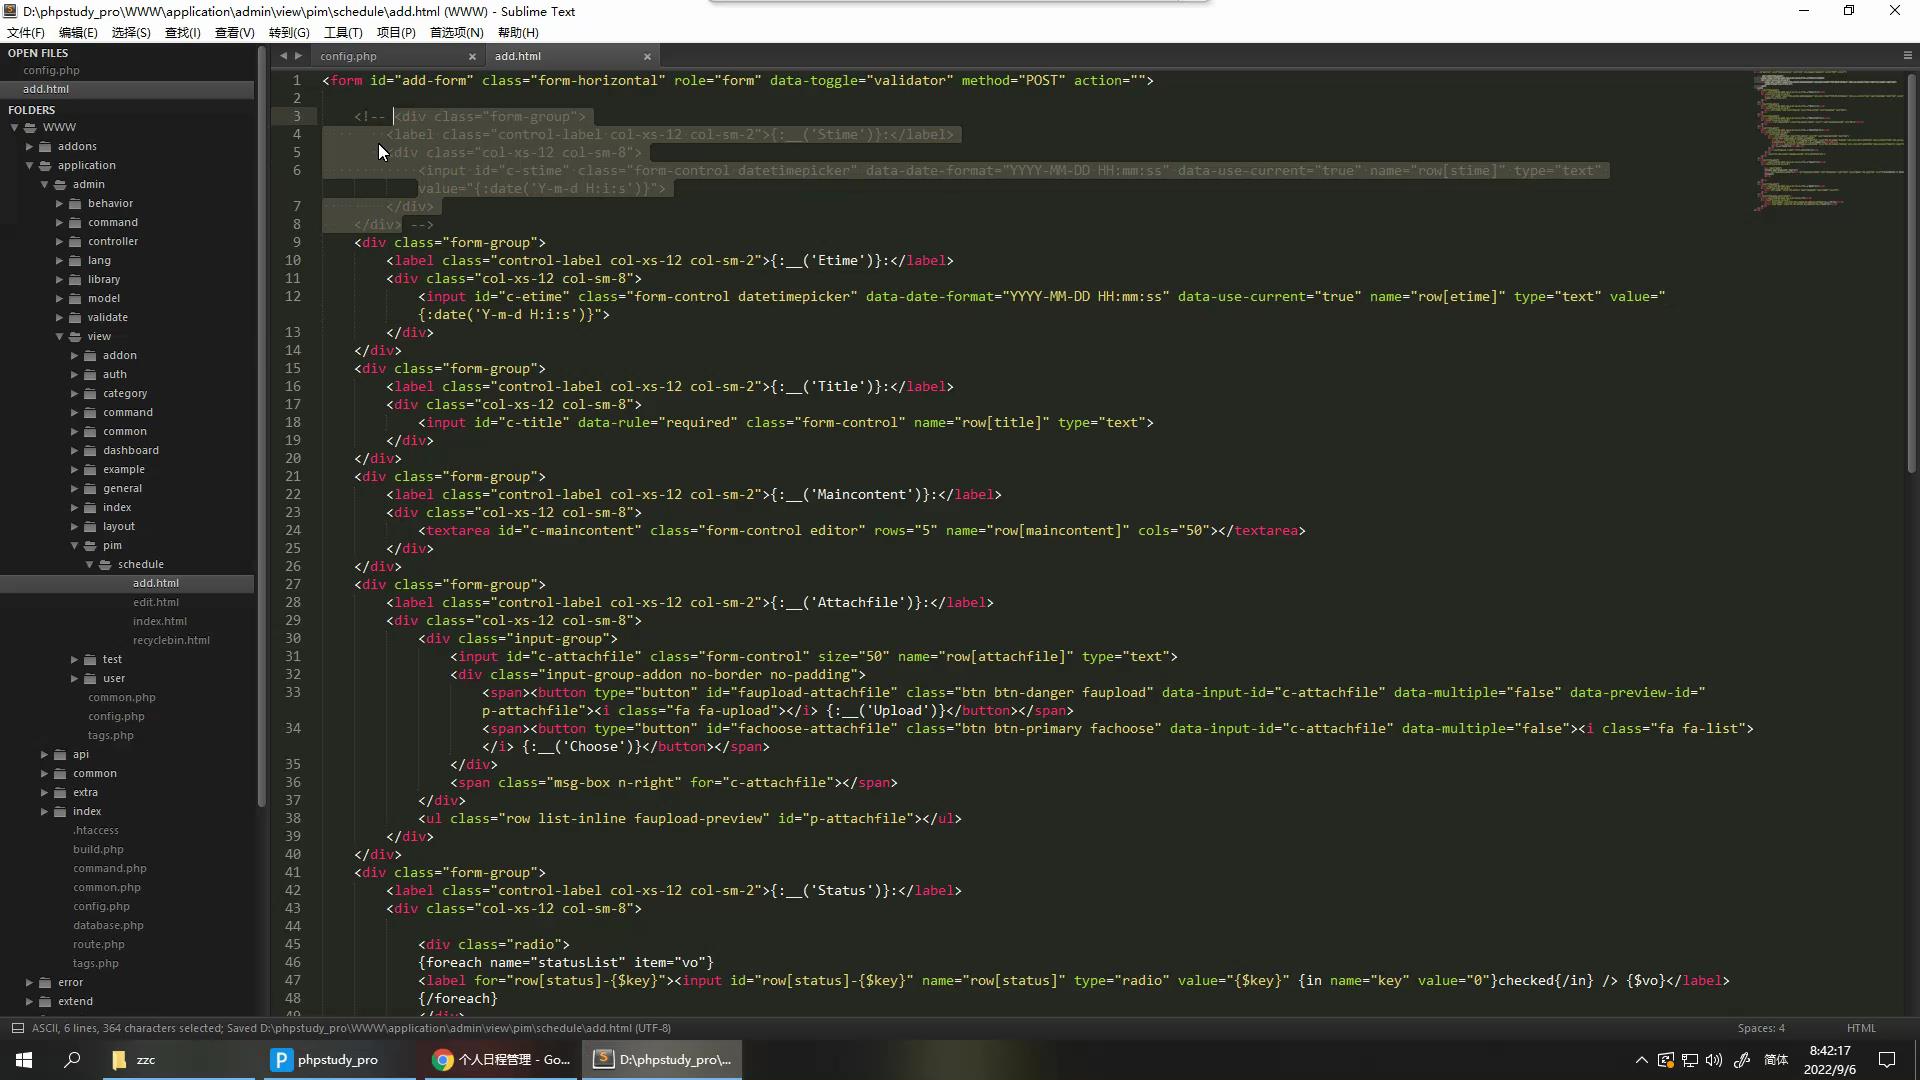 D:\phpstudy_pro\WWW\application\admin\view\pim\schedule\add.html (WWW) - Sublime Text
文件(F) 编辑(E) 选择(S) 查找(I) 查看(V) 转到(G) 工具(T) 项目(P) 首选项(N) 帮助(H)
OPEN FILES
config.php
add.html
FOLDERS
WWW
addons
application
admin
behavior
command
controller
lang
library
model
validate
view
addon
auth
category
command
common
dashboard
example
general
index
layout
pim
schedule
add.html
edit.html
index.html
recyclebin.html
test
user
common.php
config.php
tags.php
api
common
extra
index
.htaccess
build.php
command.php
common.php
config.php
database.php
route.php
tags.php
error
extend
config.php × add.html ×
1 <form id="add-form" class="form-horizontal" role="form" data-toggle="validator" method="POST" action="">
2
3 <!-- <div class="form-group">
4 <label class="control-label col-xs-12 col-sm-2">{:__('Stime')}:</label>
5 <div class="col-xs-12 col-sm-8">
6 <input id="c-stime" class="form-control datetimepicker" data-date-format="YYYY-MM-DD HH:mm:ss" data-use-current="true" name="row[stime]" type="text"
value="{:date('Y-m-d H:i:s')}">
7 </div>
8 </div> -->
9 <div class="form-group">
10 <label class="control-label col-xs-12 col-sm-2">{:__('Etime')}:</label>
11 <div class="col-xs-12 col-sm-8">
12 <input id="c-etime" class="form-control datetimepicker" data-date-format="YYYY-MM-DD HH:mm:ss" data-use-current="true" name="row[etime]" type="text" value="
{:date('Y-m-d H:i:s')}">
13 </div>
14 </div>
15 <div class="form-group">
16 <label class="control-label col-xs-12 col-sm-2">{:__('Title')}:</label>
17 <div class="col-xs-12 col-sm-8">
18 <input id="c-title" data-rule="required" class="form-control" name="row[title]" type="text">
19 </div>
20 </div>
21 <div class="form-group">
22 <label class="control-label col-xs-12 col-sm-2">{:__('Maincontent')}:</label>
23 <div class="col-xs-12 col-sm-8">
24 <textarea id="c-maincontent" class="form-control editor" rows="5" name="row[maincontent]" cols="50"></textarea>
25 </div>
26 </div>
27 <div class="form-group">
28 <label class="control-label col-xs-12 col-sm-2">{:__('Attachfile')}:</label>
29 <div class="col-xs-12 col-sm-8">
30 <div class="input-group">
31 <input id="c-attachfile" class="form-control" size="50" name="row[attachfile]" type="text">
32 <div class="input-group-addon no-border no-padding">
33 <span><button type="button" id="faupload-attachfile" class="btn btn-danger faupload" data-input-id="c-attachfile" data-multiple="false" data-preview-id="
p-attachfile"><i class="fa fa-upload"></i> {:__('Upload')}</button></span>
34 <span><button type="button" id="fachoose-attachfile" class="btn btn-primary fachoose" data-input-id="c-attachfile" data-multiple="false"><i class="fa fa-list">
</i> {:__('Choose')}</button></span>
35 </div>
36 <span class="msg-box n-right" for="c-attachfile"></span>
37 </div>
38 <ul class="row list-inline faupload-preview" id="p-attachfile"></ul>
39 </div>
40 </div>
41 <div class="form-group">
42 <label class="control-label col-xs-12 col-sm-2">{:__('Status')}:</label>
43 <div class="col-xs-12 col-sm-8">
44
45 <div class="radio">
46 {foreach name="statusList" item="vo"}
47 <label for="row[status]-{$key}"><input id="row[status]-{$key}" name="row[status]" type="radio" value="{$key}" {in name="key" value="0"}checked{/in} /> {$vo}</label>
48 {/foreach}
49 </div>
ASCII, 6 lines, 364 characters selected; Saved D:\phpstudy_pro\WWW\application\admin\view\pim\schedule\add.html (UTF-8) Spaces: 4 HTML
zzc phpstudy_pro 个人日程管理 - Go... D:\phpstudy_pro\... 简体 8:42:17
2022/9/6